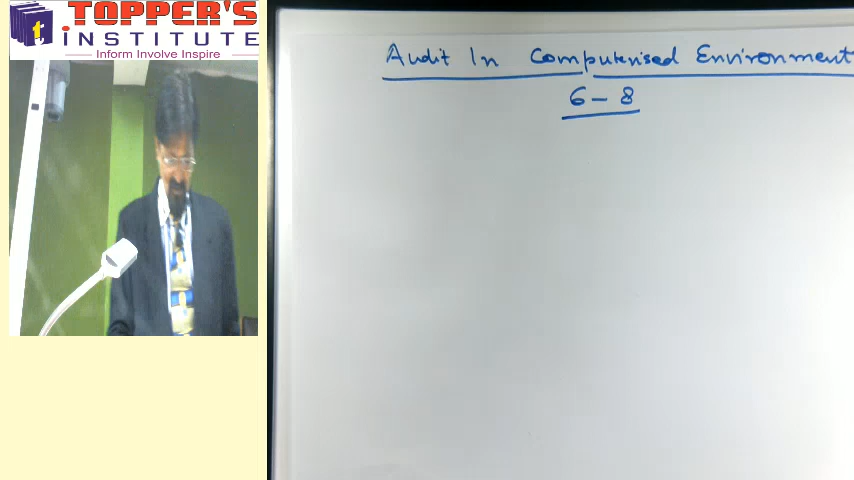 TOPPER'S
t
iNSTITUTE
Inform Involve Inspire
Audit In Computerised Environment
6 - 8